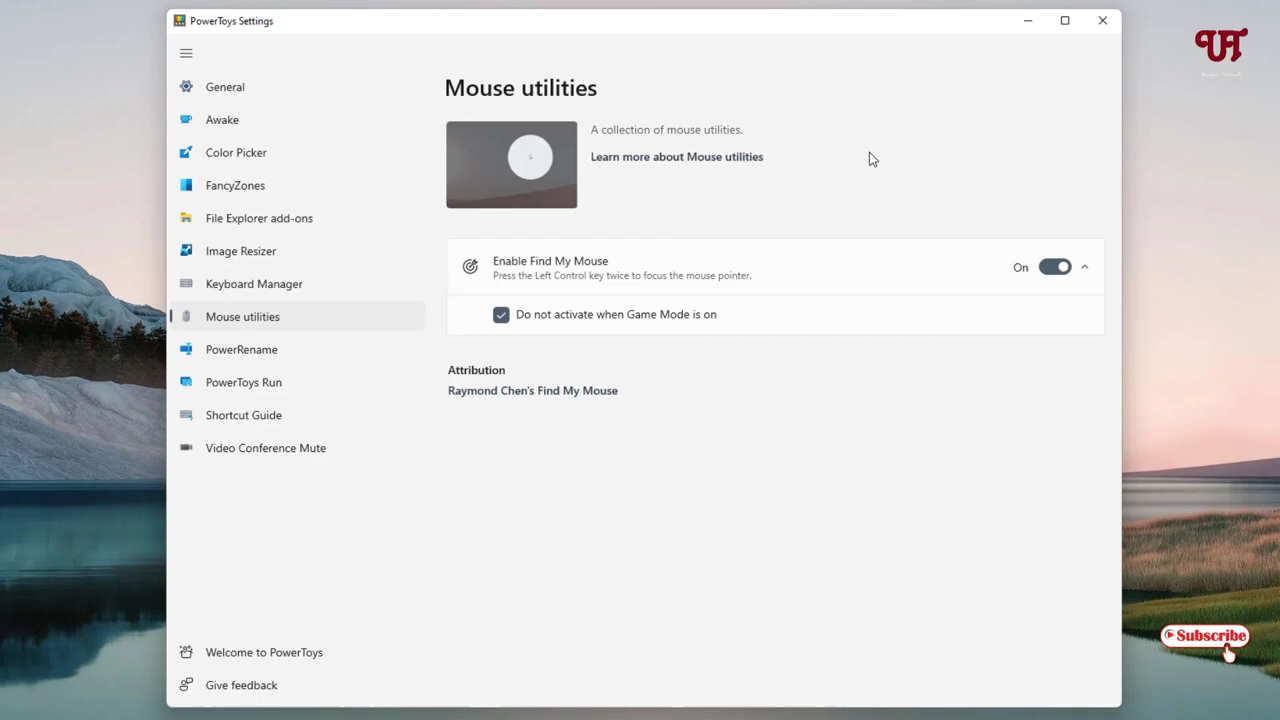 PowerToys Settings
General
Awake
Color Picker
FancyZones
File Explorer add-ons
Image Resizer
Keyboard Manager
Mouse utilities
PowerRename
PowerToys Run
Shortcut Guide
Video Conference Mute
Welcome to PowerToys
Give feedback
Mouse utilities
A collection of mouse utilities.
Learn more about Mouse utilities
Enable Find My Mouse
Press the Left Control key twice to focus the mouse pointer.
On
Do not activate when Game Mode is on
Attribution
Raymond Chen's Find My Mouse
UT
Subscribe